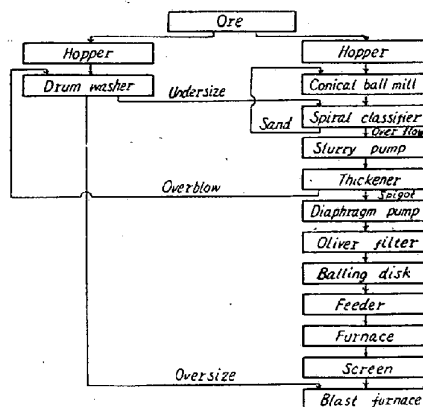 Ore
Hopper
Hopper
Drum washer
Conical ball mill
Undersize
Spiral classifier
Sand
Over flow
Slurry pump
Thickener
Overblow
Spigot
Diaphragm pump
Oliver filter
Balling disk
Feeder
Furnace
Screen
Oversize
Blast furnace